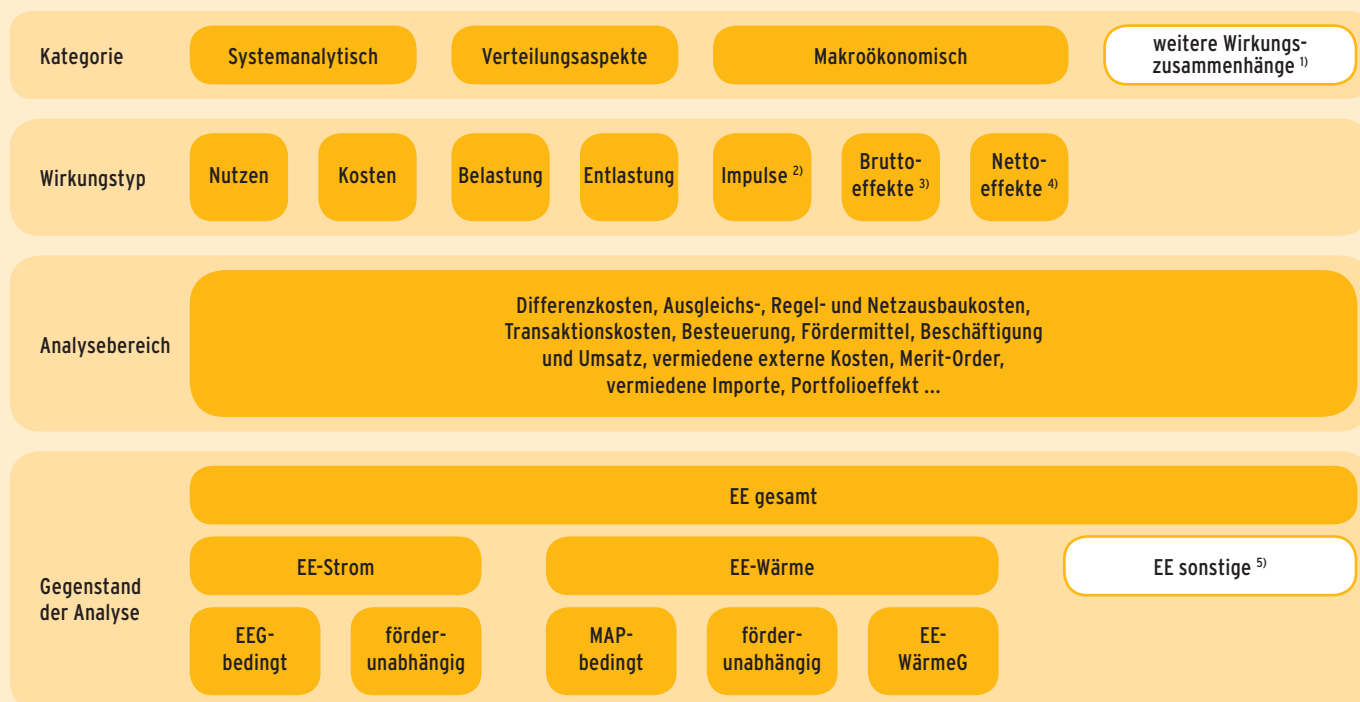 Kategorie
Systemanalytisch
Verteilungsaspekte
Makroökonomisch
weitere Wirkungs-
zusammenhänge 1)
Wirkungstyp
Nutzen
Kosten
Belastung
Entlastung
Impulse 2)
Brutto-
effekte 3)
Netto-
effekte 4)
Analysebereich
Differenzkosten, Ausgleichs-, Regel- und Netzausbaukosten,
Transaktionskosten, Besteuerung, Fördermittel, Beschäftigung
und Umsatz, vermiedene externe Kosten, Merit-Order,
vermiedene Importe, Portfolioeffekt ...
Gegenstand
der Analyse
EE gesamt
EE-Strom
EE-Wärme
EE sonstige 5)
EEG-
bedingt
förder-
unabhängig
MAP-
bedingt
förder-
unabhängig
EE-
WärmeG